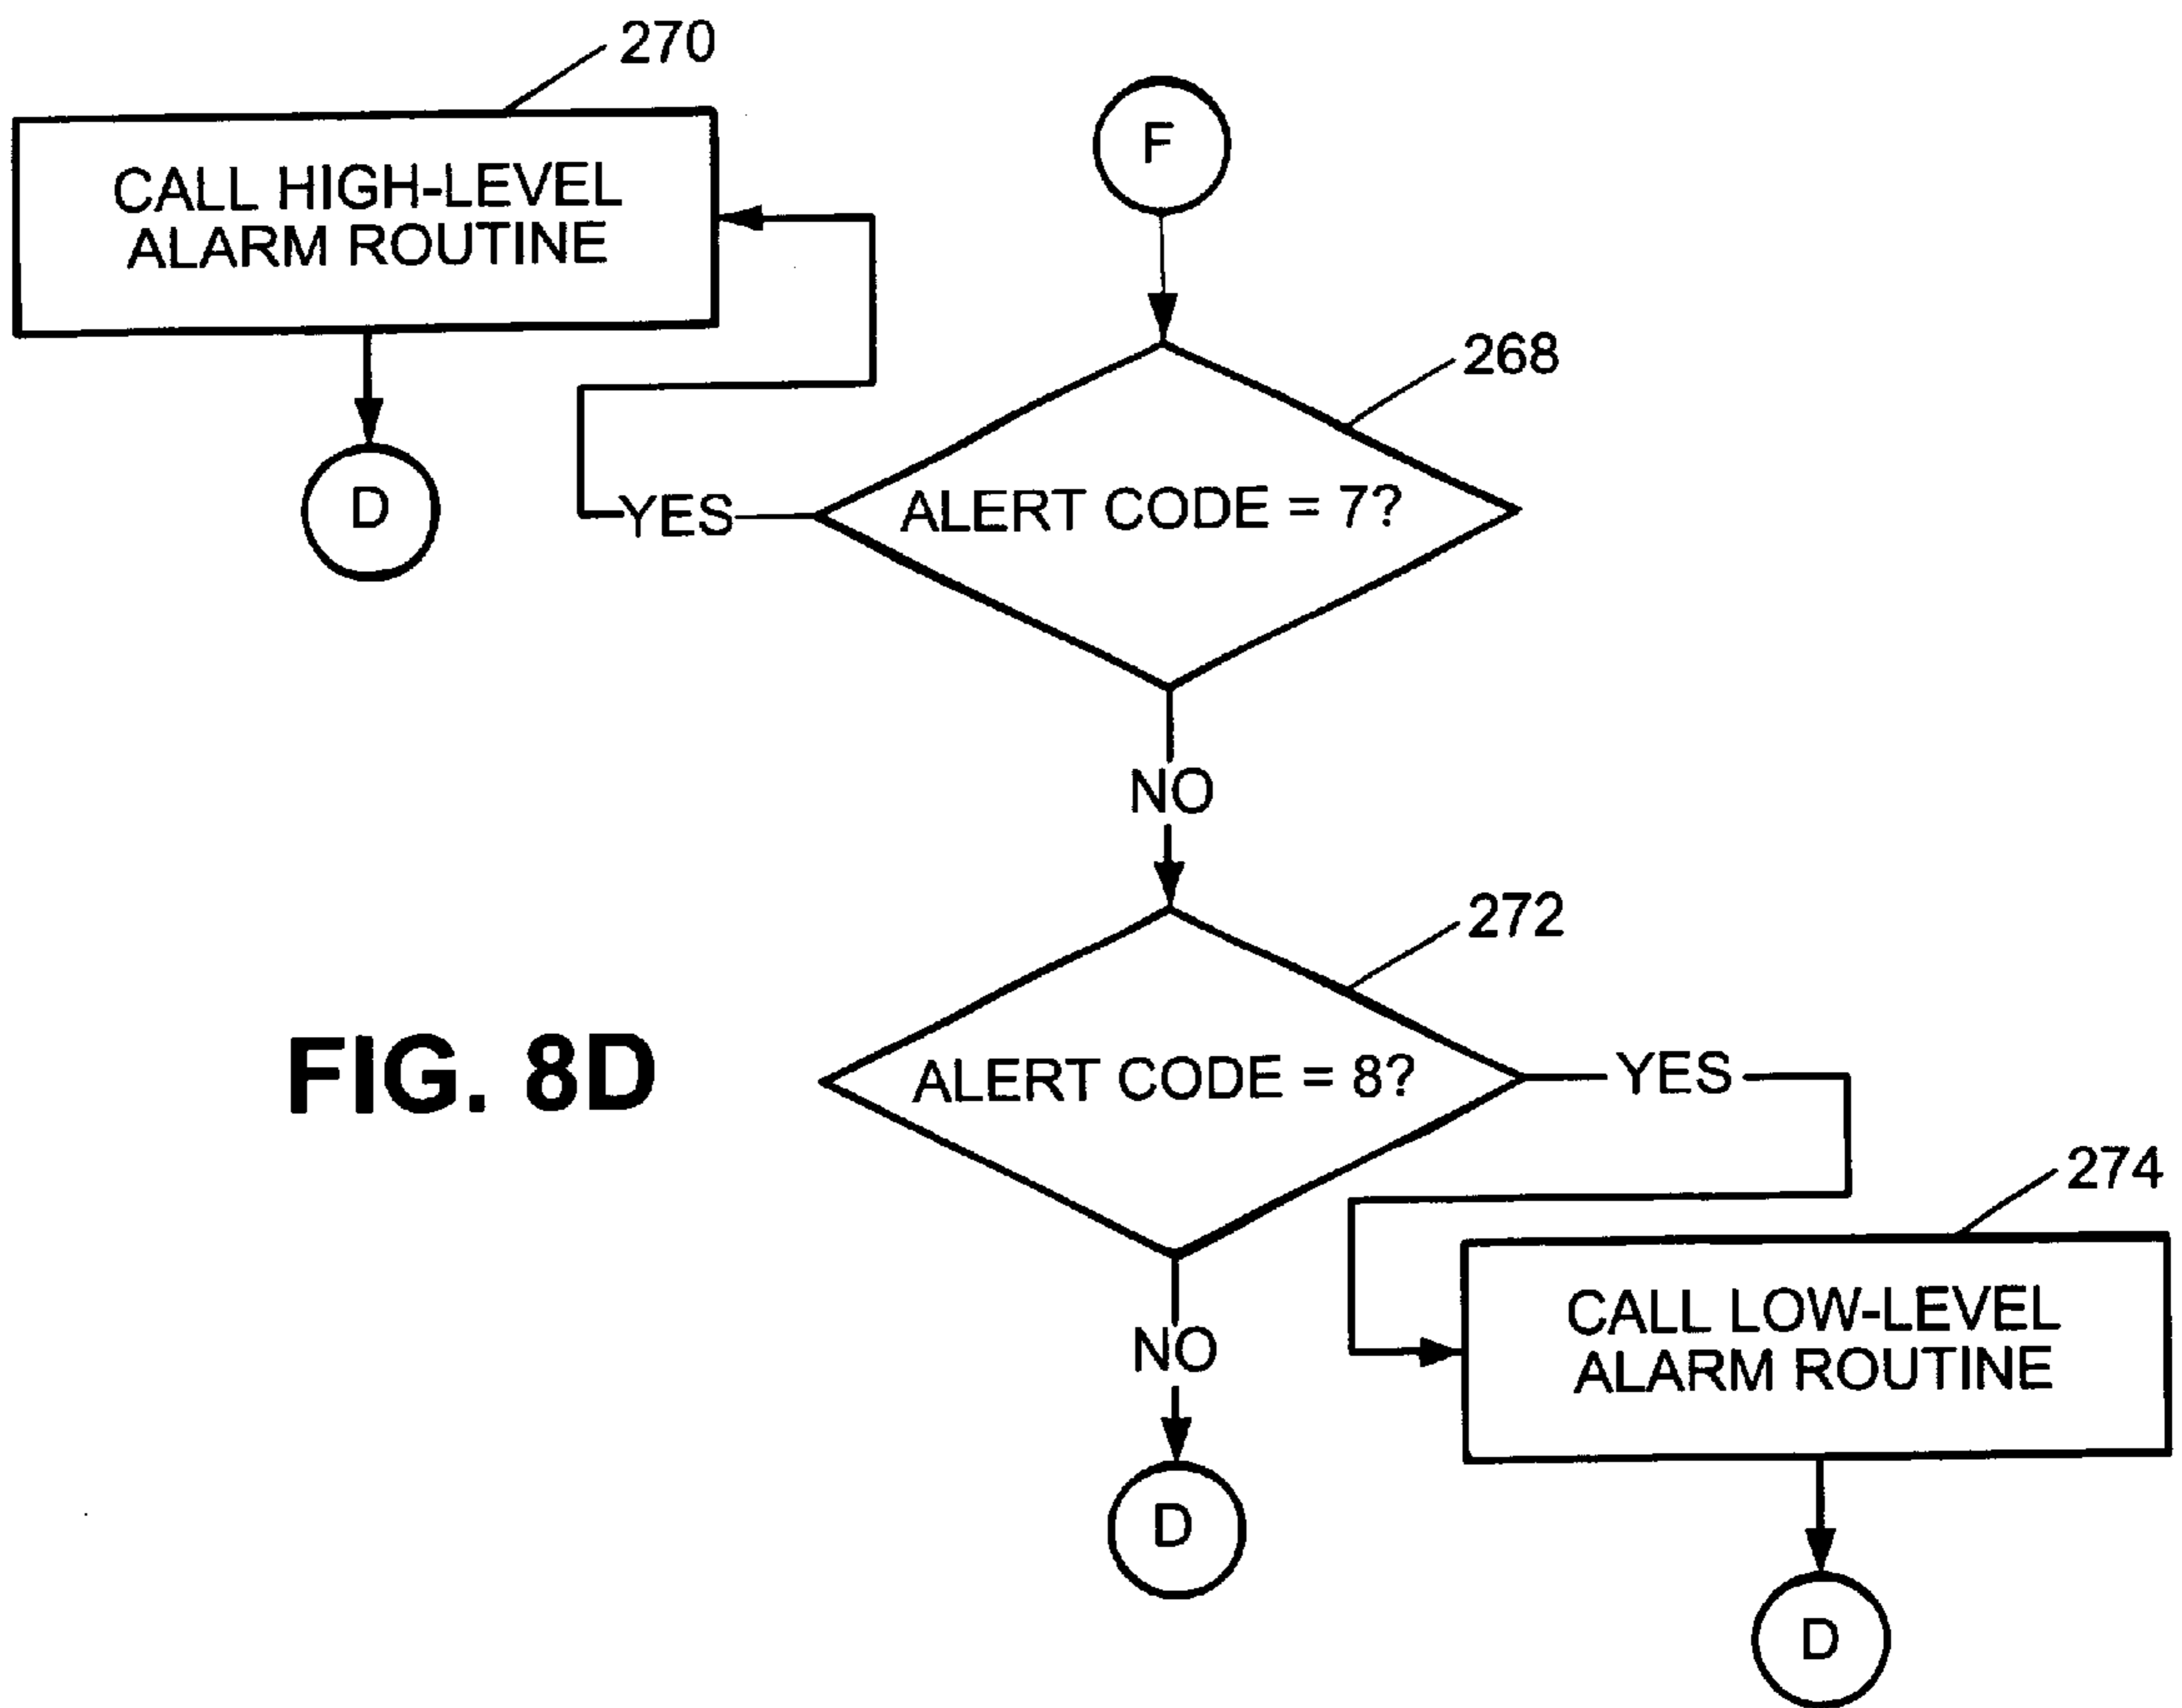 270
CALL HIGH-LEVEL
ALARM ROUTINE
F
268
D
YES
ALERT CODE = 7?
NO
272
FIG. 8D
ALERT CODE = 8?
YES
274
CALL LOW-LEVEL
ALARM ROUTINE
NO
D
D